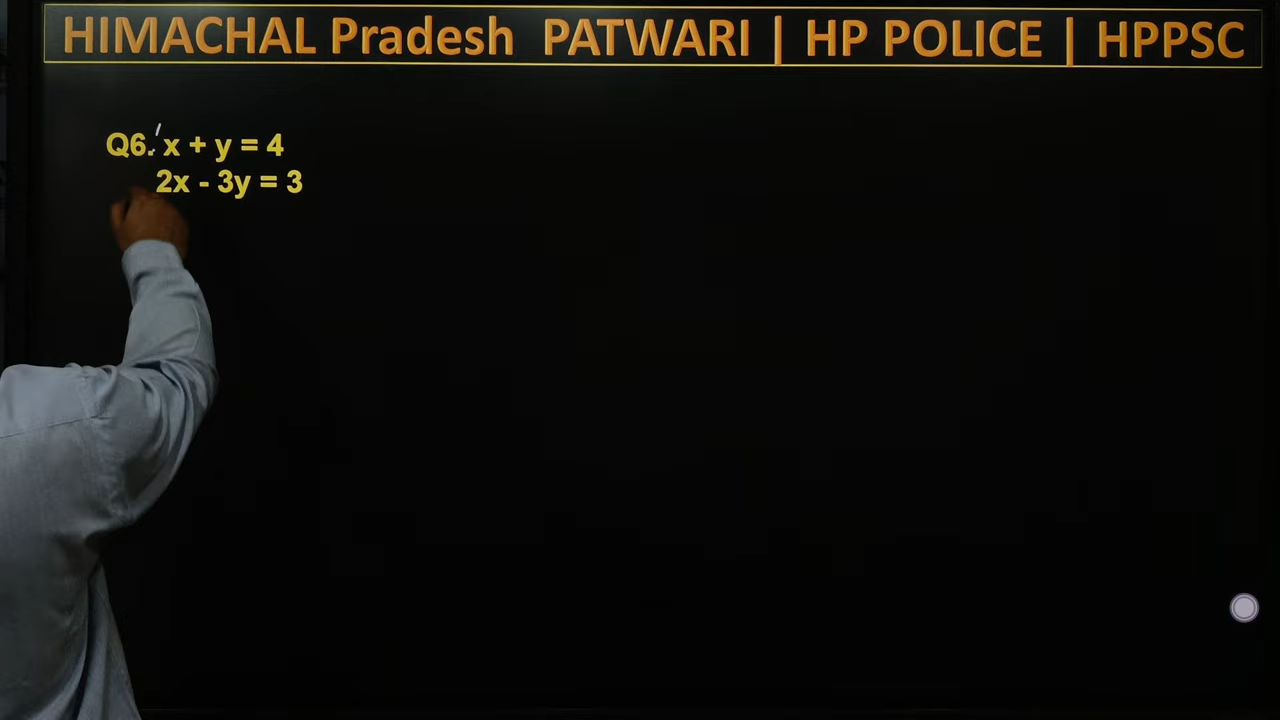 HIMACHAL Pradesh PATWARI | HP POLICE | HPPSC
Q6. x + y = 4
2x - 3y = 3